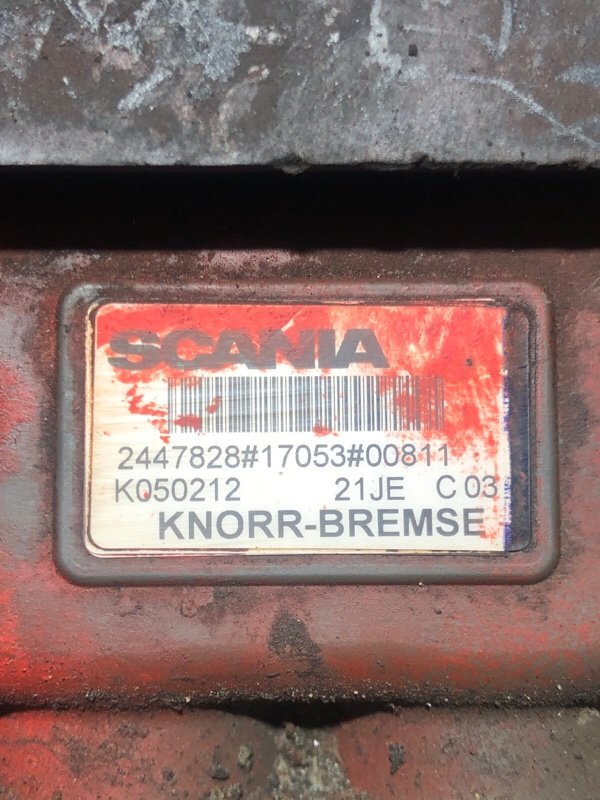 SCANIA
2447828#17053#00811
K050212 21JE C 03
KNORR-BREMSE